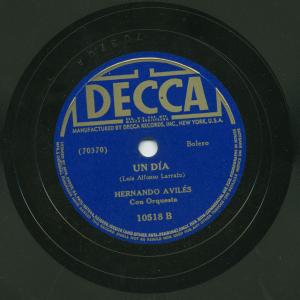 DECCA
MANUFACTURED BY DECCA RECORDS, INC., NEW YORK, U.S.A.
(70370)
Bolero
UN DÍA
(Luis Alfonso Larrain)
HERNANDO AVILÉS
Con Orquesta
10518 B